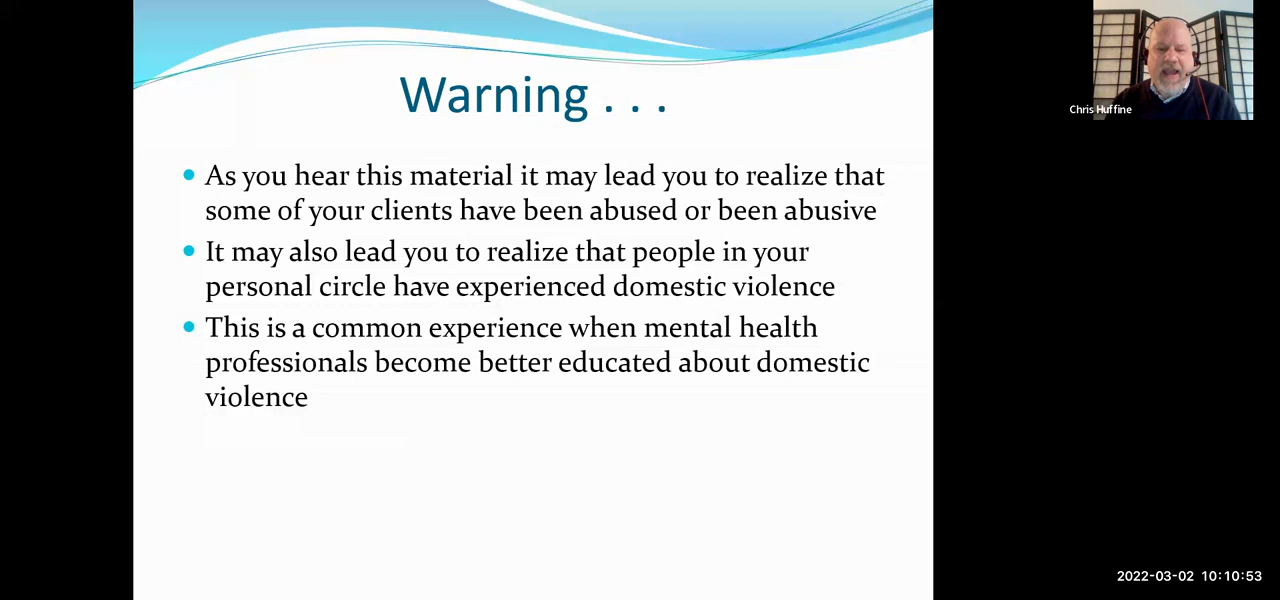 Warning . . .
As you hear this material it may lead you to realize that
some of your clients have been abused or been abusive
It may also lead you to realize that people in your
personal circle have experienced domestic violence
This is a common experience when mental health
professionals become better educated about domestic
violence
Chris Huffine
2022-03-02 10:10:53